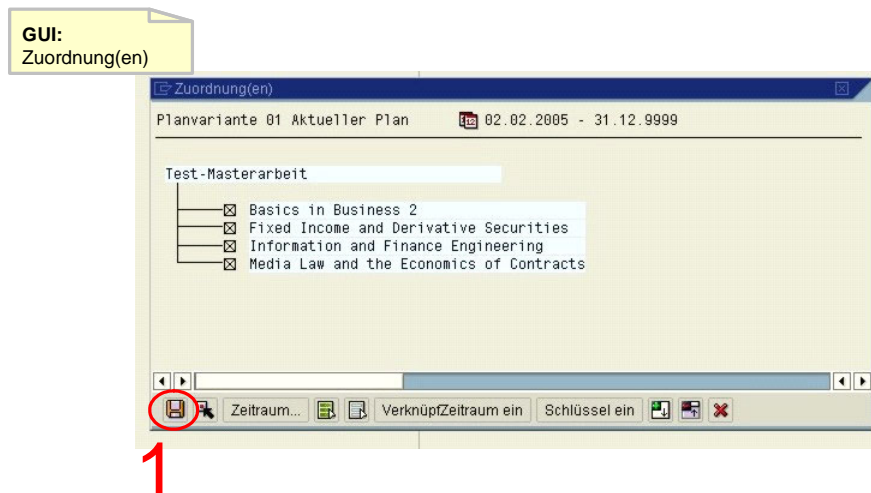 GUI:
Zuordnung(en)
Zuordnung(en)
Planvariante 01 Aktueller Plan 12 02.02.2005 - 31.12.9999
Test-Masterarbeit
Basics in Business 2
Fixed Income and Derivative Securities
Information and Finance Engineering
Media Law and the Economics of Contracts
Zeitraum... VerknüpfZeitraum ein Schlüssel ein
1